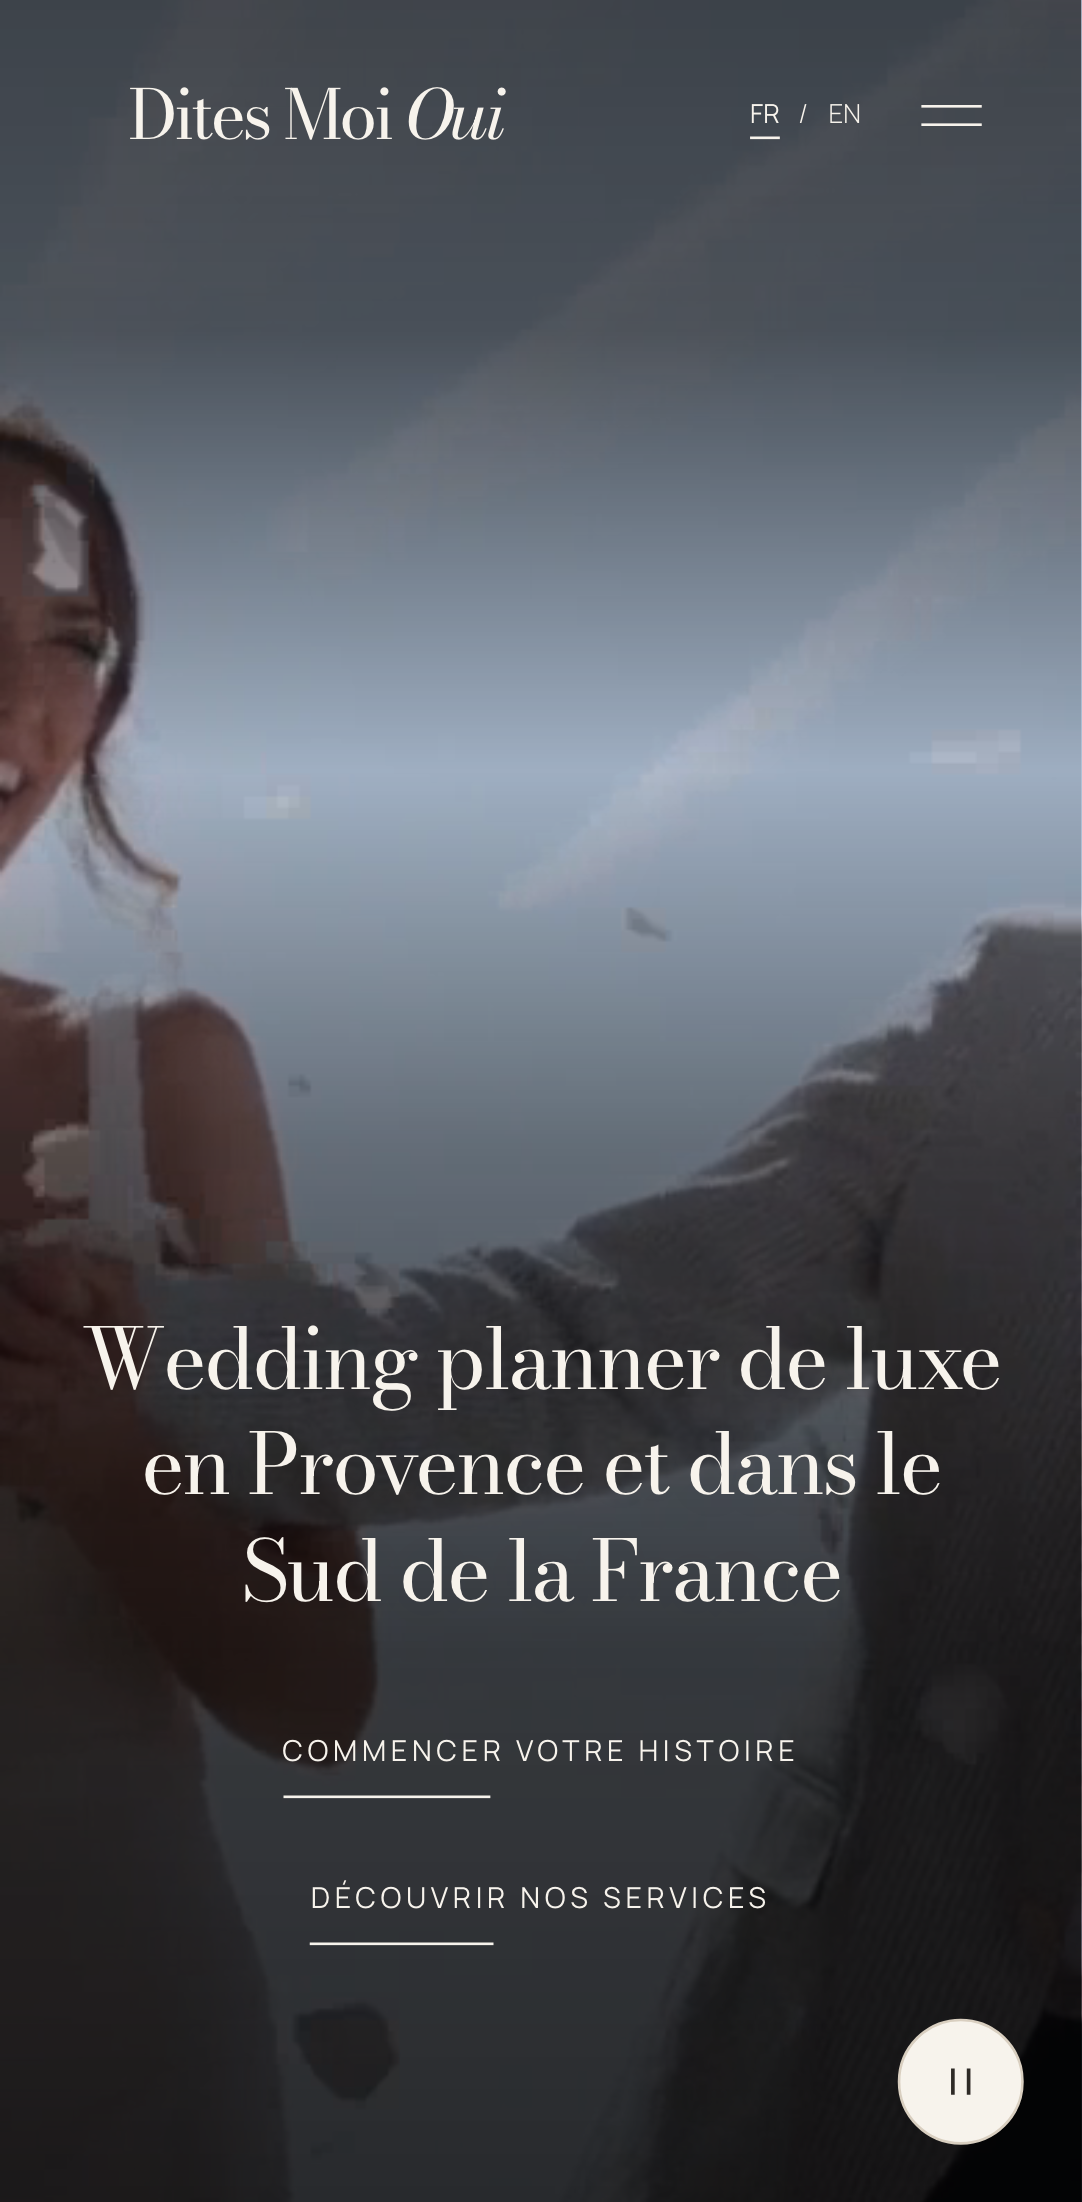 Dites Moi Oui
FR / EN
Wedding planner de luxe
en Provence et dans le
Sud de la France
COMMENCER VOTRE HISTOIRE
DÉCOUVRIR NOS SERVICES